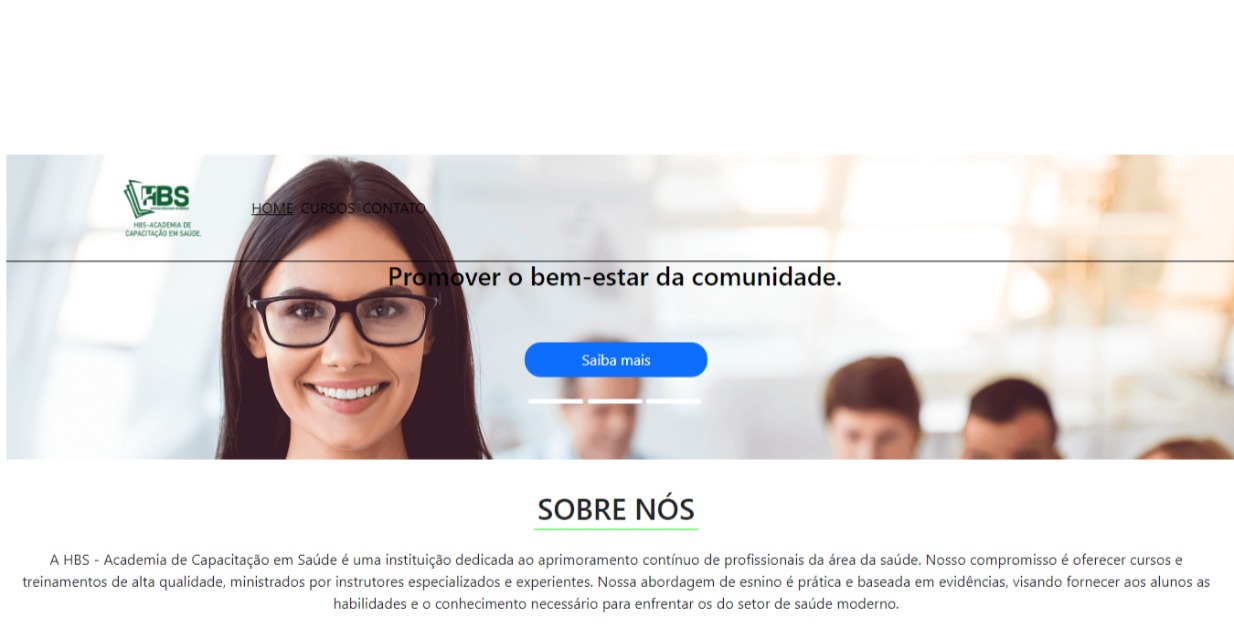 HBS
HBS-ACADEMIA DE
CAPACITAÇÃO EM SAÚDE.
HOME CURSOS CONTATO
Promover o bem-estar da comunidade.
Saiba mais
SOBRE NÓS
A HBS - Academia de Capacitação em Saúde é uma instituição dedicada ao aprimoramento contínuo de profissionais da área da saúde. Nosso compromisso é oferecer cursos e
treinamentos de alta qualidade, ministrados por instrutores especializados e experientes. Nossa abordagem de esnino é prática e baseada em evidências, visando fornecer aos alunos as
habilidades e o conhecimento necessário para enfrentar os do setor de saúde moderno.